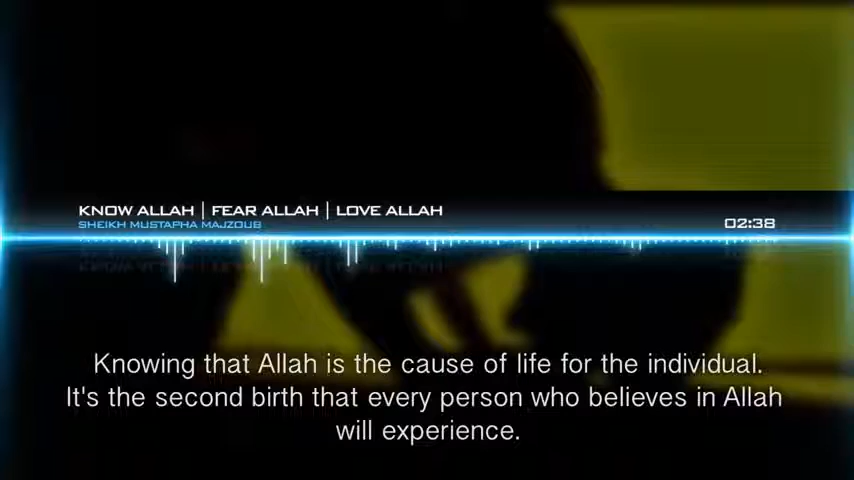 KNOW ALLAH | FEAR ALLAH | LOVE ALLAH
SHEIKH MUSTAPHA MAJZOUB
02:38
Knowing that Allah is the cause of life for the individual.
It's the second birth that every person who believes in Allah
will experience.